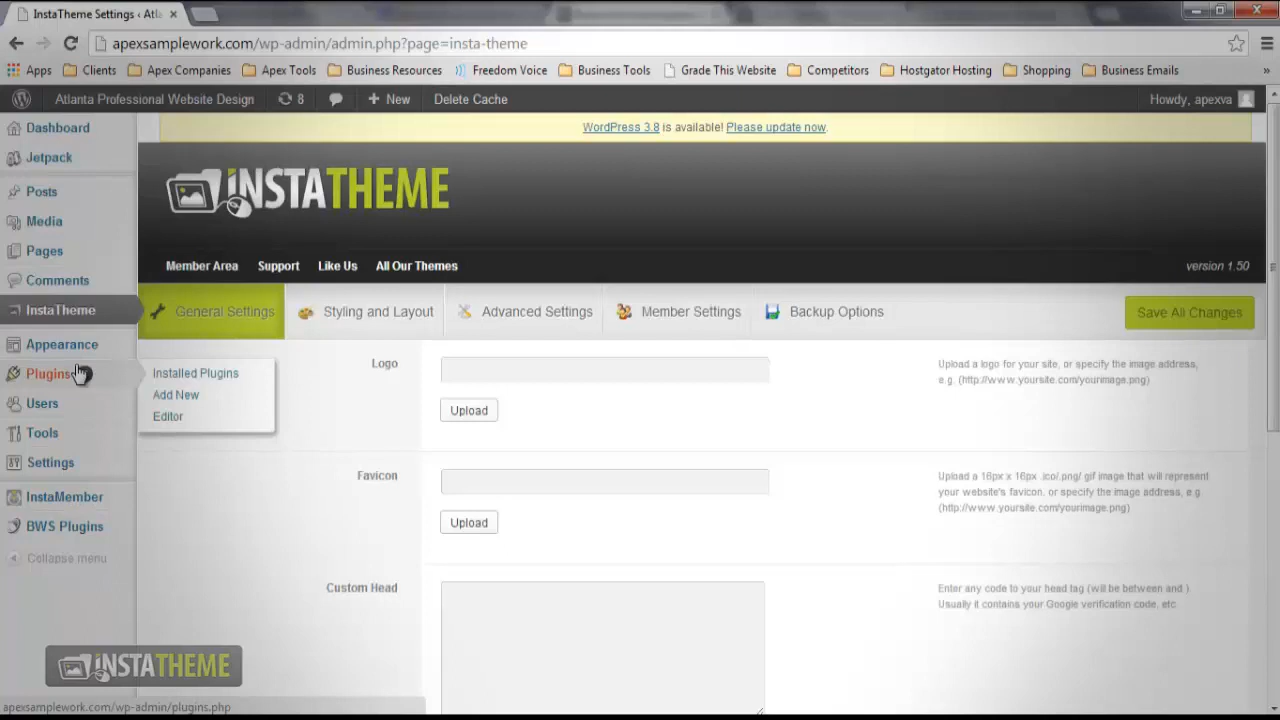 InstaTheme Settings ‹ Atla
apexsamplework.com/wp-admin/admin.php?page=insta-theme
Apps Clients Apex Companies Apex Tools Business Resources Freedom Voice Business Tools Grade This Website Competitors Hostgator Hosting Shopping Business Emails »
Atlanta Professional Website Design 8 + New Delete Cache Howdy, apexva
Dashboard
Jetpack
Posts
Media
Pages
Comments
InstaTheme
Appearance
Plugins
Users
Tools
Settings
InstaMember
BWS Plugins
Collapse menu
Installed Plugins
Add New
Editor
WordPress 3.8 is available! Please update now.
INSTATHEME
Member Area Support Like Us All Our Themes version 1.50
General Settings Styling and Layout Advanced Settings Member Settings Backup Options Save All Changes
Logo
Upload
Upload a logo for your site, or specify the image address,
e.g. (http://www.yoursite.com/yourimage.png)
Favicon
Upload
Upload a 16px x 16px .ico/.png/.gif image that will represent
your website's favicon, or specify the image address, e.g.
(http://www.yoursite.com/yourimage.png)
Custom Head
Enter any code to your head tag (will be between and )
Usually it contains your Google verification code, etc.
INSTATHEME
apexsamplework.com/wp-admin/plugins.php